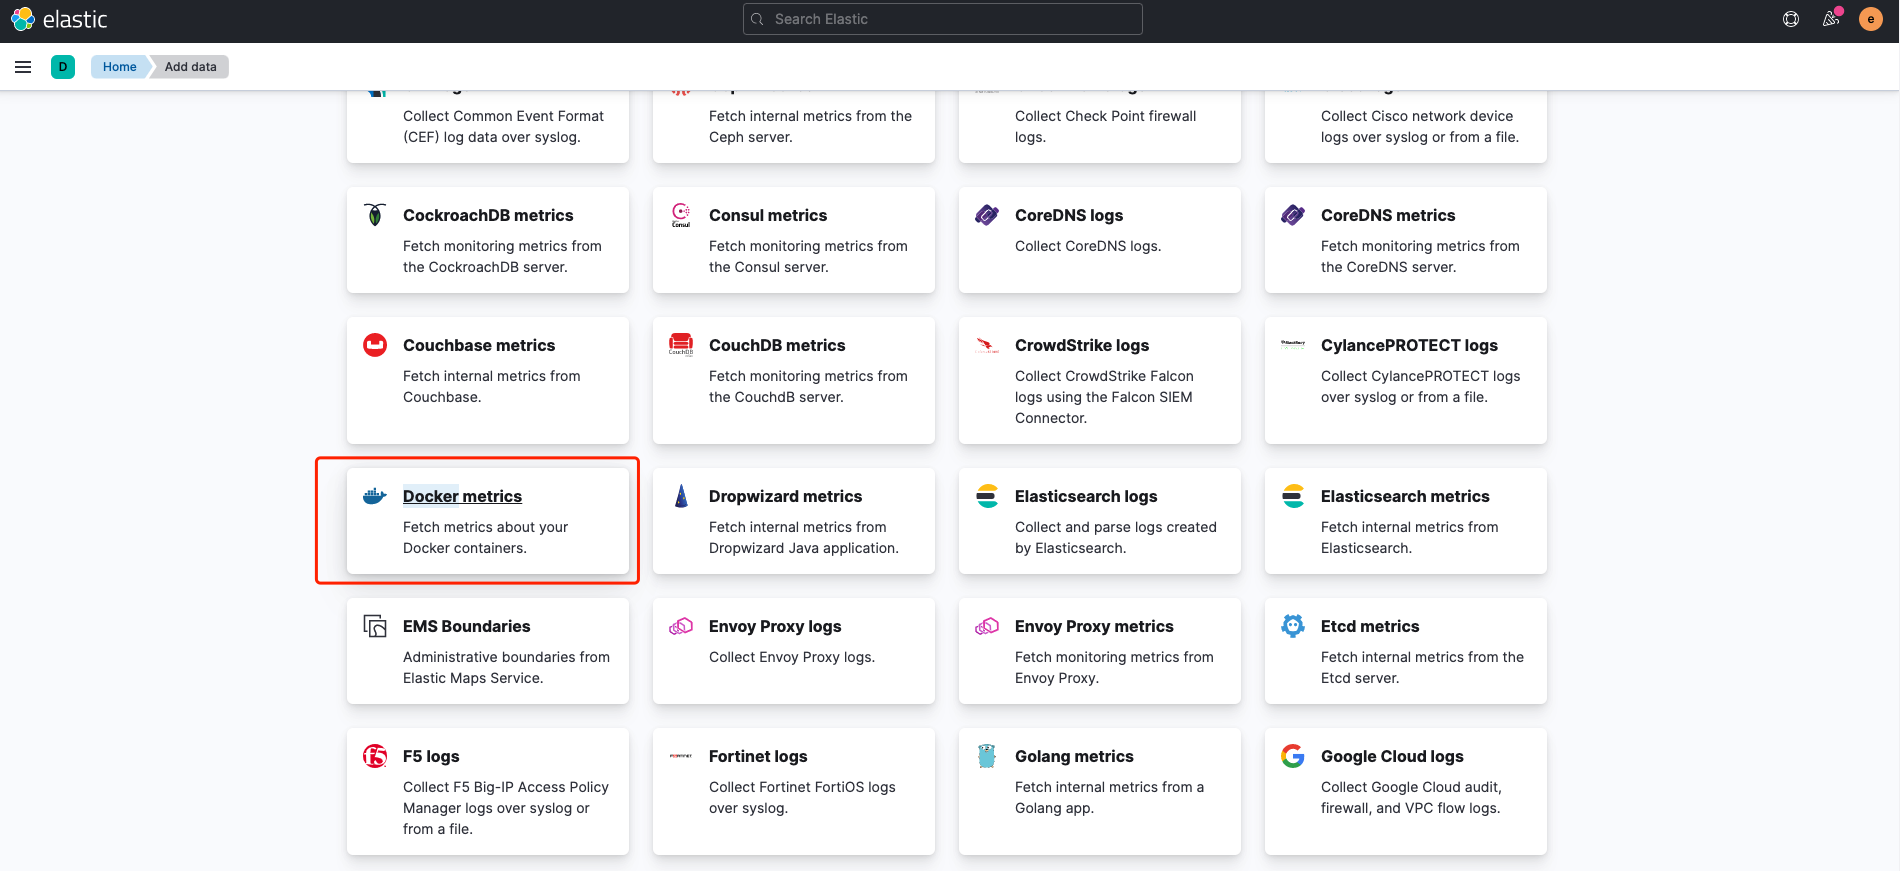 elastic
Search Elastic
e
D
Home
Add data
Collect Common Event Format
(CEF) log data over syslog.
Fetch internal metrics from the
Ceph server.
Collect Check Point firewall
logs.
Collect Cisco network device
logs over syslog or from a file.
CockroachDB metrics
Fetch monitoring metrics from
the CockroachDB server.
Consul
Consul metrics
Fetch monitoring metrics from
the Consul server.
CoreDNS logs
Collect CoreDNS logs.
CoreDNS metrics
Fetch monitoring metrics from
the CoreDNS server.
Couchbase metrics
Fetch internal metrics from
Couchbase.
CouchDB
CouchDB metrics
Fetch monitoring metrics from
the CouchdB server.
CrowdStrike logs
Collect CrowdStrike Falcon
logs using the Falcon SIEM
Connector.
CylancePROTECT logs
Collect CylancePROTECT logs
over syslog or from a file.
Docker metrics
Fetch metrics about your
Docker containers.
Dropwizard metrics
Fetch internal metrics from
Dropwizard Java application.
Elasticsearch logs
Collect and parse logs created
by Elasticsearch.
Elasticsearch metrics
Fetch internal metrics from
Elasticsearch.
EMS Boundaries
Administrative boundaries from
Elastic Maps Service.
Envoy Proxy logs
Collect Envoy Proxy logs.
Envoy Proxy metrics
Fetch monitoring metrics from
Envoy Proxy.
Etcd metrics
Fetch internal metrics from the
Etcd server.
f5
F5 logs
Collect F5 Big-IP Access Policy
Manager logs over syslog or
from a file.
Fortinet logs
Collect Fortinet FortiOS logs
over syslog.
Golang metrics
Fetch internal metrics from a
Golang app.
Google Cloud logs
Collect Google Cloud audit,
firewall, and VPC flow logs.